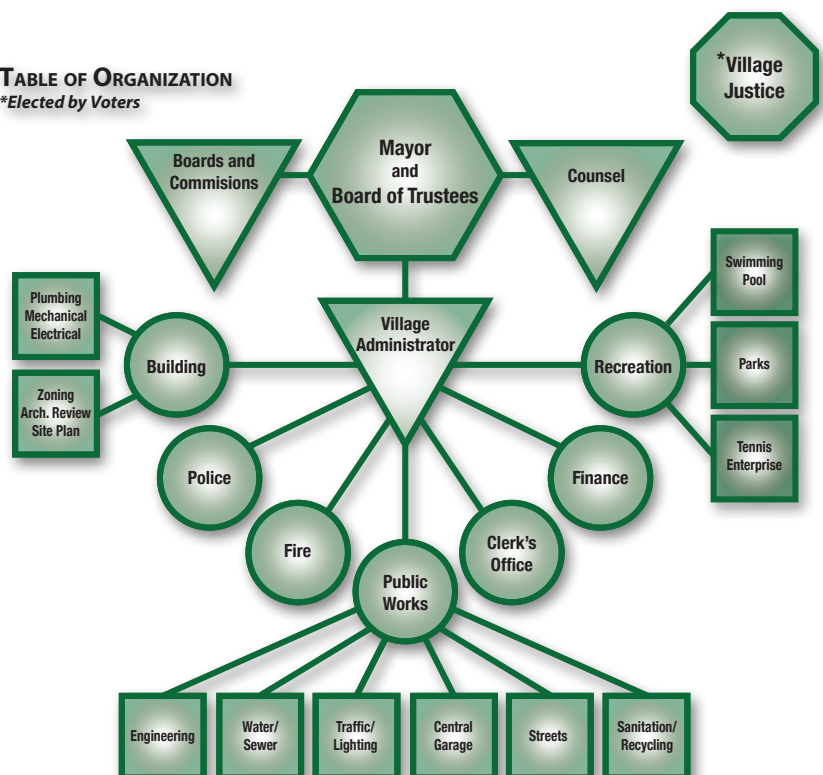 TABLE OF ORGANIZATION
*Elected by Voters
*Village
Justice
Boards and
Commisions
Mayor
and
Board of Trustees
Counsel
Plumbing
Mechanical
Electrical
Zoning
Arch. Review
Site Plan
Building
Village
Administrator
Recreation
Swimming
Pool
Parks
Tennis
Enterprise
Police
Finance
Fire
Clerk's
Office
Public
Works
Engineering
Water/
Sewer
Traffic/
Lighting
Central
Garage
Streets
Sanitation/
Recycling